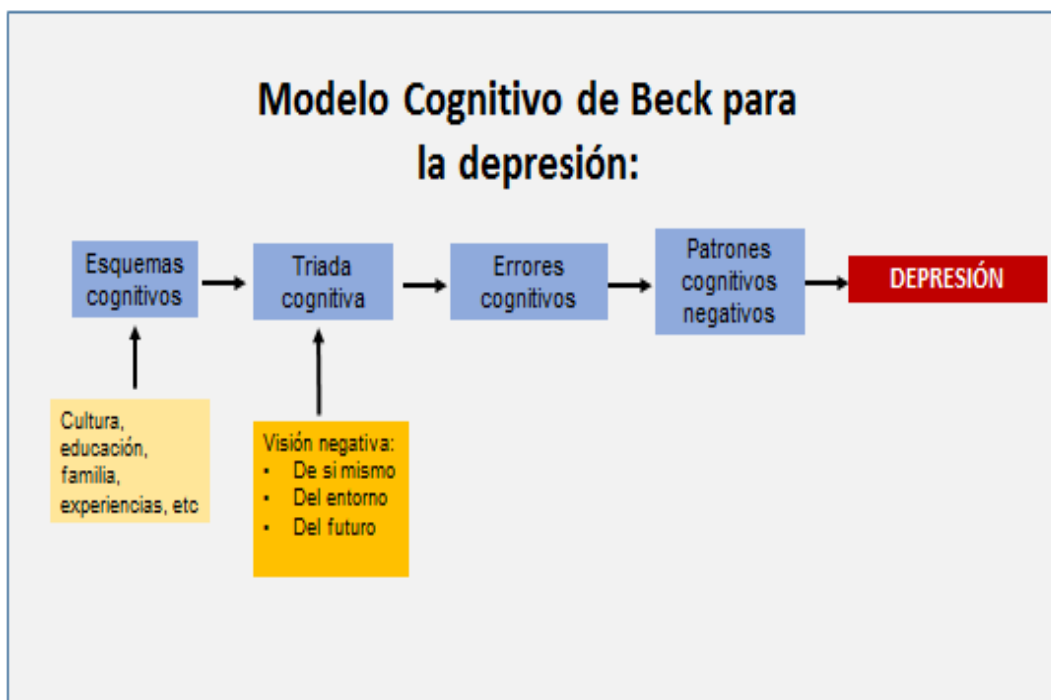 Modelo Cognitivo de Beck para
la depresión:
Esquemas
cognitivos
Triada
cognitiva
Errores
cognitivos
Patrones
cognitivos
negativos
DEPRESIÓN
Cultura,
educación,
familia,
experiencias, etc
Visión negativa:
▪ De si mismo
▪ Del entorno
▪ Del futuro